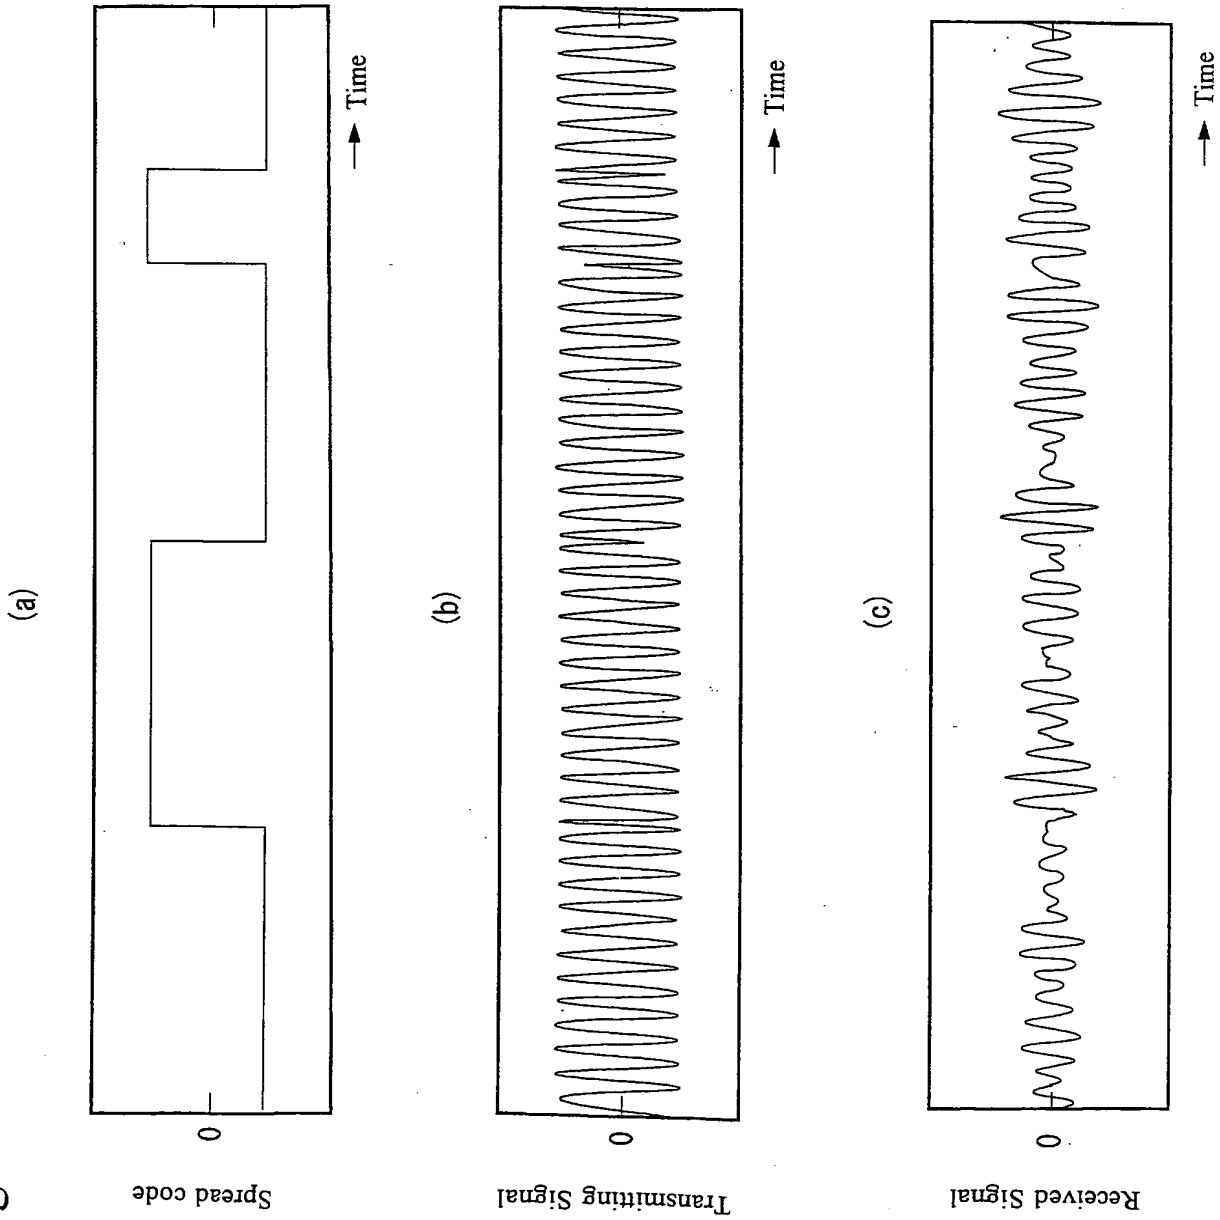 (a)
Spread code
0
Time
(b)
Transmitting Signal
0
Time
(c)
Received Signal
0
Time